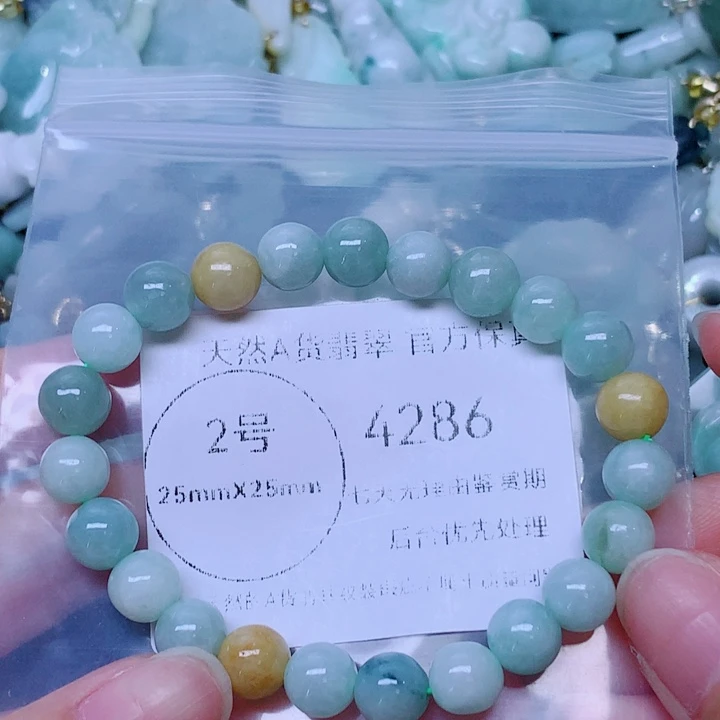 天然A货翡翠 官方保真
2号
4286
25mmX25mm
七天无理由鉴赏期
后台优先处理